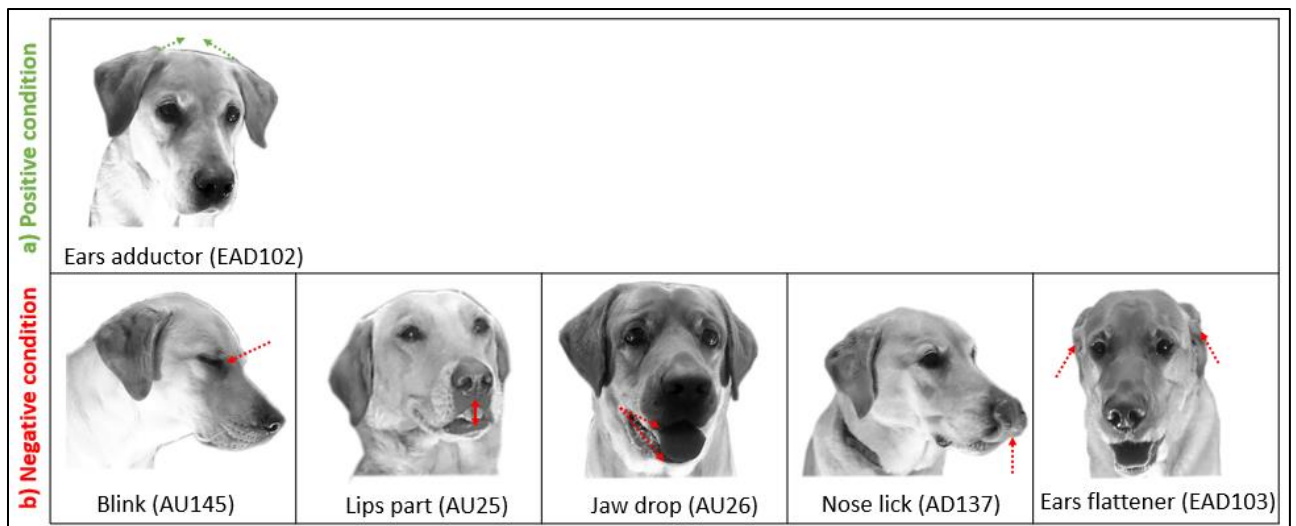 a) Positive condition
Ears adductor (EAD102)
b) Negative condition
Blink (AU145)
Lips part (AU25)
Jaw drop (AU26)
Nose lick (AD137)
Ears flattener (EAD103)